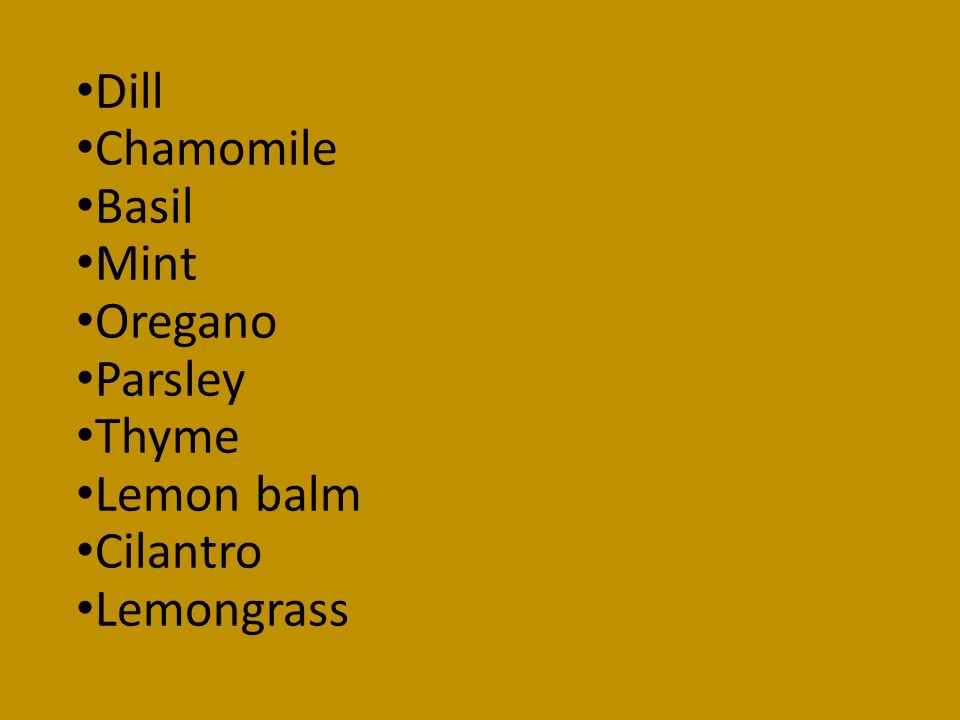 •Dill
•Chamomile
•Basil
•Mint
•Oregano
•Parsley
•Thyme
•Lemon balm
•Cilantro
•Lemongrass